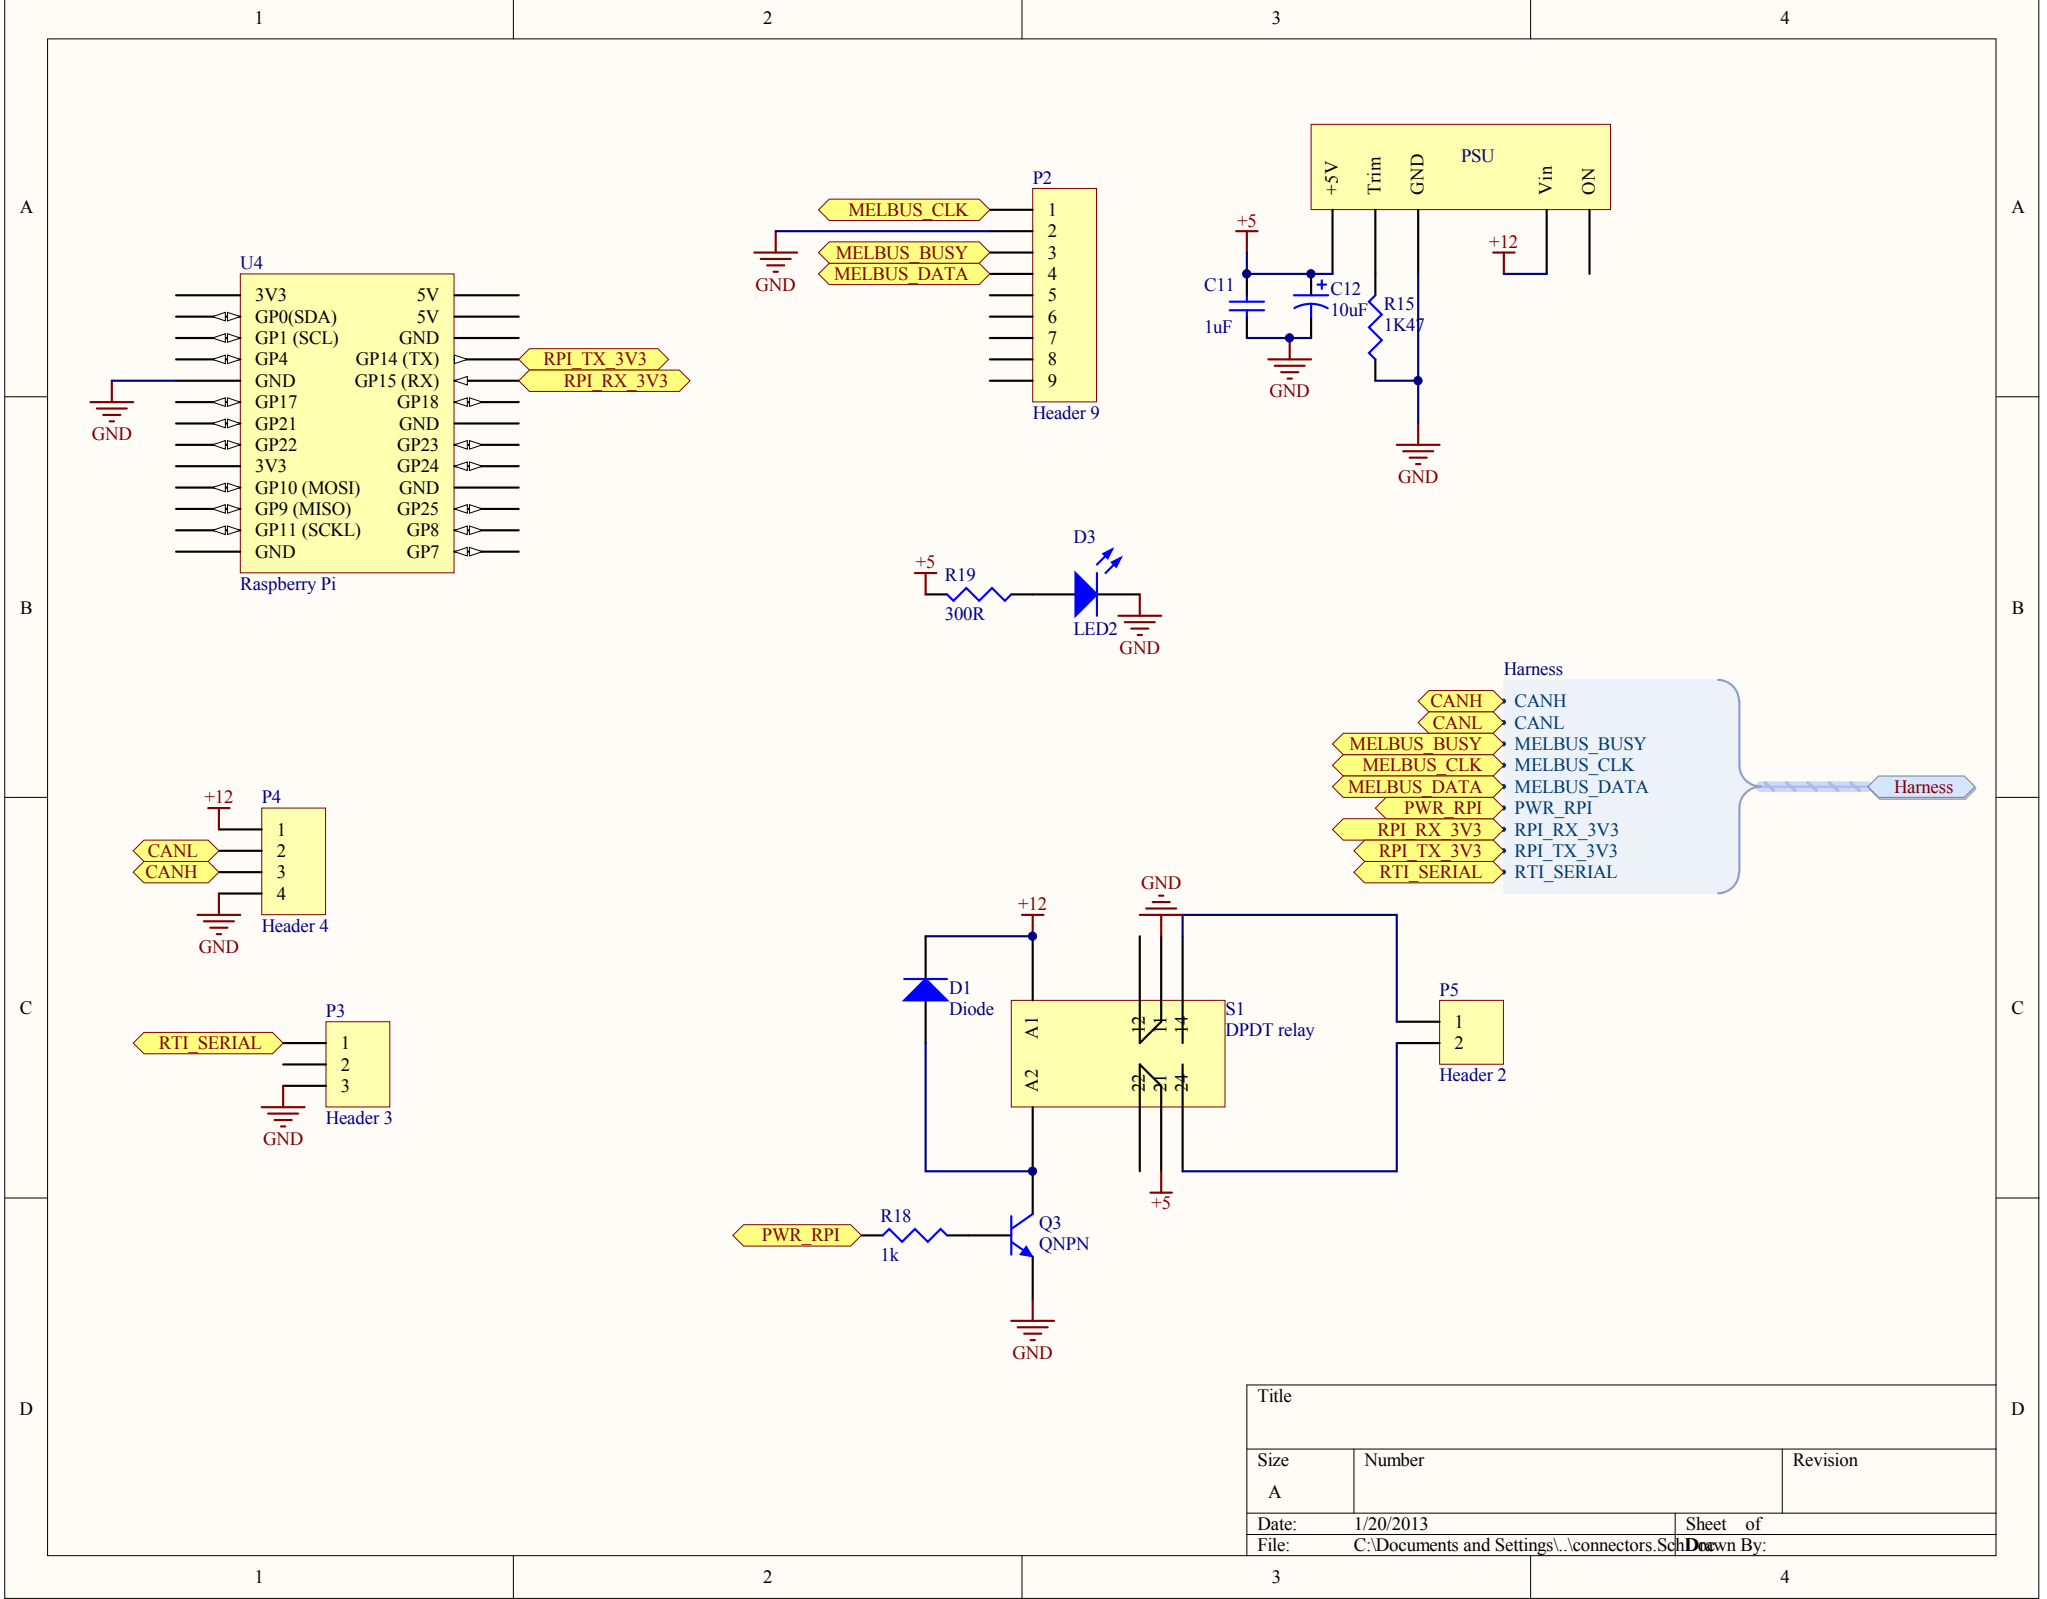 1 2 3 4
A
A
B
B
C
C
D
D
U4
3V3 5V
GP0(SDA) 5V
GP1 (SCL) GND
GP4 GP14 (TX) RPI_TX_3V3
GND GP15 (RX) RPI_RX_3V3
GP17 GP18
GP21 GND
GP22 GP23
3V3 GP24
GP10 (MOSI) GND
GP9 (MISO) GP25
GP11 (SCKL) GP8
GND GP7
Raspberry Pi
GND
P2
MELBUS_CLK 1
2
MELBUS_BUSY 3
MELBUS_DATA 4
GND
5
6
7
8
9
Header 9
PSU
+5V
Trim
GND
Vin
ON
+5
+12
C11
1uF
C12
10uF
R15
1K47
GND
GND
D3
+5
R19
300R
LED2
GND
Harness
CANH CANH
CANL CANL
MELBUS_BUSY MELBUS_BUSY
MELBUS_CLK MELBUS_CLK
MELBUS_DATA MELBUS_DATA
PWR_RPI PWR_RPI
RPI_RX_3V3 RPI_RX_3V3
RPI_TX_3V3 RPI_TX_3V3
RTI_SERIAL RTI_SERIAL
Harness
+12
P4
1
CANL 2
CANH 3
4
Header 4
GND
P3
RTI_SERIAL 1
2
3
Header 3
GND
+12
GND
D1
Diode
A1
A2
12
11
14
22
21
24
S1
DPDT relay
+5
P5
1
2
Header 2
PWR_RPI
R18
1k
Q3
QNPN
GND
Title
Size
Number
Revision
A
Date: 1/20/2013 Sheet of
File: C:\Documents and Settings\..\connectors.SchDoc Drawn By:
1 2 3 4